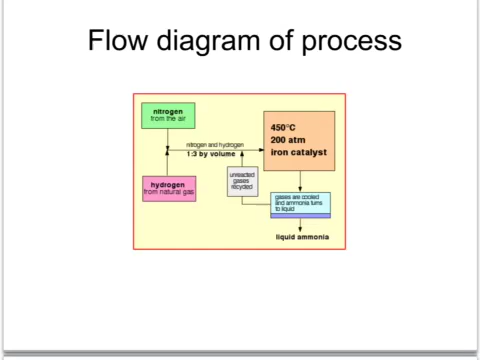 Flow diagram of process
nitrogen
from the air
nitrogen and hydrogen
1:3 by volume
450°C
200 atm
iron catalyst
hydrogen
from natural gas
unreacted
gases
recycled
gases are cooled
and ammonia turns
to liquid
liquid ammonia